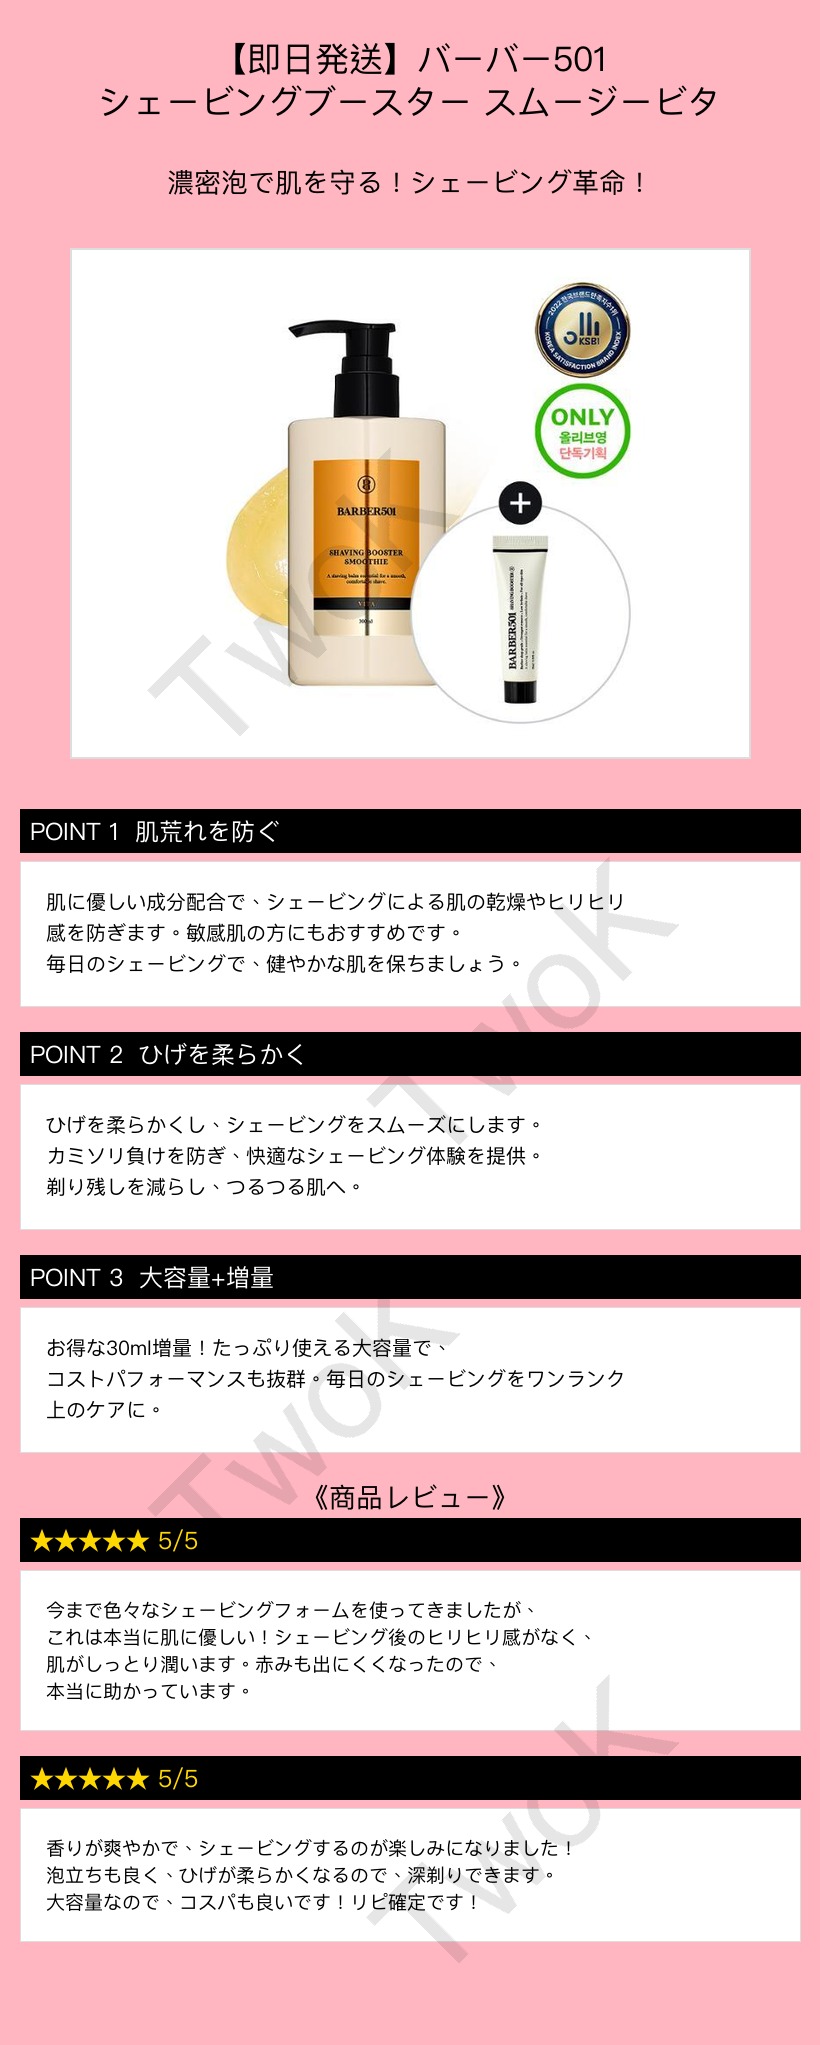 【即日発送】バーバー501
シェービングブースター スムージービタ
濃密泡で肌を守る！シェービング革命！
2022 전국브랜드만족지수1위
KSBI
KOREA SATISFACTION BRAND INDEX
ONLY
올리브영
단독기획
+
BARBER501
SHAVING BOOSTER
SMOOTHIE
A shaving balm essential for a smooth,
comfortable shave.
VITA
300ml
BARBER501
SHAVING BOOSTER
TwoK
POINT 1 肌荒れを防ぐ
肌に優しい成分配合で、シェービングによる肌の乾燥やヒリヒリ
感を防ぎます。敏感肌の方にもおすすめです。
毎日のシェービングで、健やかな肌を保ちましょう。
TwoK
POINT 2 ひげを柔らかく
ひげを柔らかくし、シェービングをスムーズにします。
カミソリ負けを防ぎ、快適なシェービング体験を提供。
剃り残しを減らし、つるつる肌へ。
POINT 3 大容量+増量
お得な30ml増量！たっぷり使える大容量で、
コストパフォーマンスも抜群。毎日のシェービングをワンランク
上のケアに。
TwoK
《商品レビュー》
★★★★★ 5/5
今まで色々なシェービングフォームを使ってきましたが、
これは本当に肌に優しい！シェービング後のヒリヒリ感がなく、
肌がしっとり潤います。赤みも出にくくなったので、
本当に助かっています。
★★★★★ 5/5
香りが爽やかで、シェービングするのが楽しみになりました！
泡立ちも良く、ひげが柔らかくなるので、深剃りできます。
大容量なので、コスパも良いです！リピ確定です！
TwoK